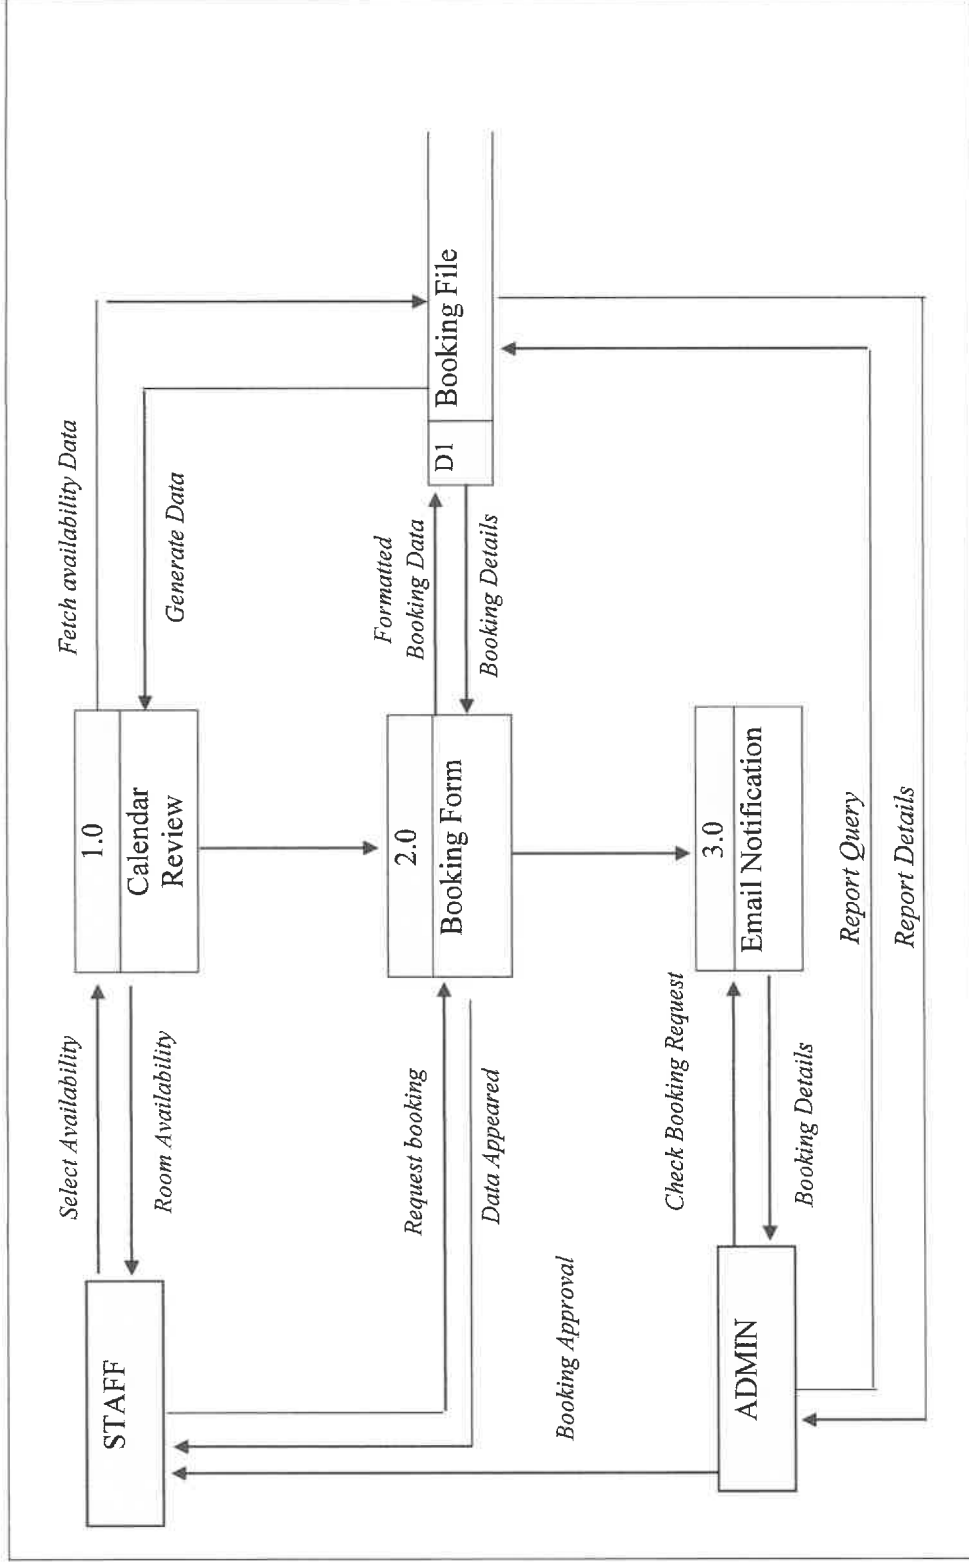 STAFF
Select Availability
Room Availability
1.0
Calendar
Review
Fetch availability Data
Generate Data
Request booking
Data Appeared
2.0
Booking Form
Formatted
Booking Data
Booking Details
D1
Booking File
Booking Approval
ADMIN
Check Booking Request
Booking Details
3.0
Email Notification
Report Query
Report Details